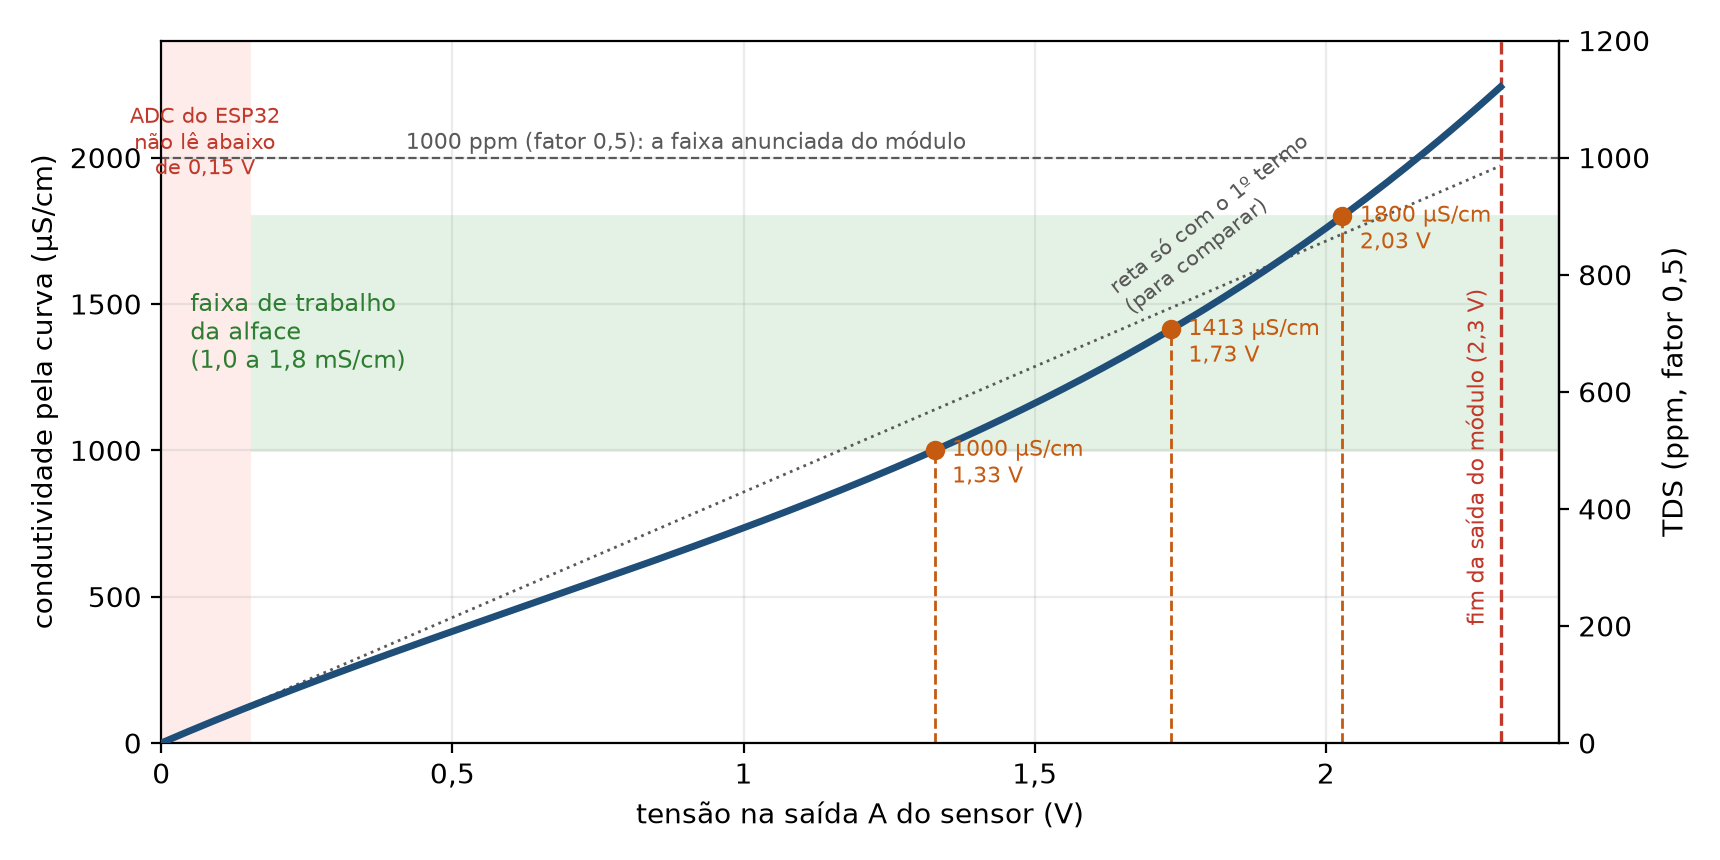 ADC do ESP32
não lê abaixo
de 0,15 V
1000 ppm (fator 0,5): a faixa anunciada do módulo
reta só com o 1º termo
(para comparar)
1800 µS/cm
2,03 V
faixa de trabalho
da alface
(1,0 a 1,8 mS/cm)
1413 µS/cm
1,73 V
1000 µS/cm
1,33 V
fim da saída do módulo (2,3 V)
condutividade pela curva (µS/cm)
2000
1500
1000
500
0
TDS (ppm, fator 0,5)
1200
1000
800
600
400
200
0
0
0,5
1
1,5
2
tensão na saída A do sensor (V)